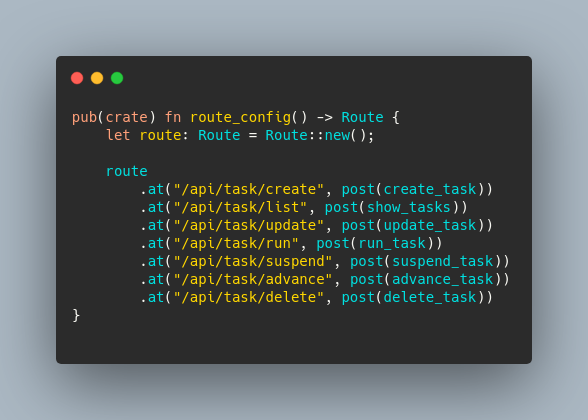 pub(crate) fn route_config() -> Route {
    let route: Route = Route::new();

    route
        .at("/api/task/create", post(create_task))
        .at("/api/task/list", post(show_tasks))
        .at("/api/task/update", post(update_task))
        .at("/api/task/run", post(run_task))
        .at("/api/task/suspend", post(suspend_task))
        .at("/api/task/advance", post(advance_task))
        .at("/api/task/delete", post(delete_task))
}